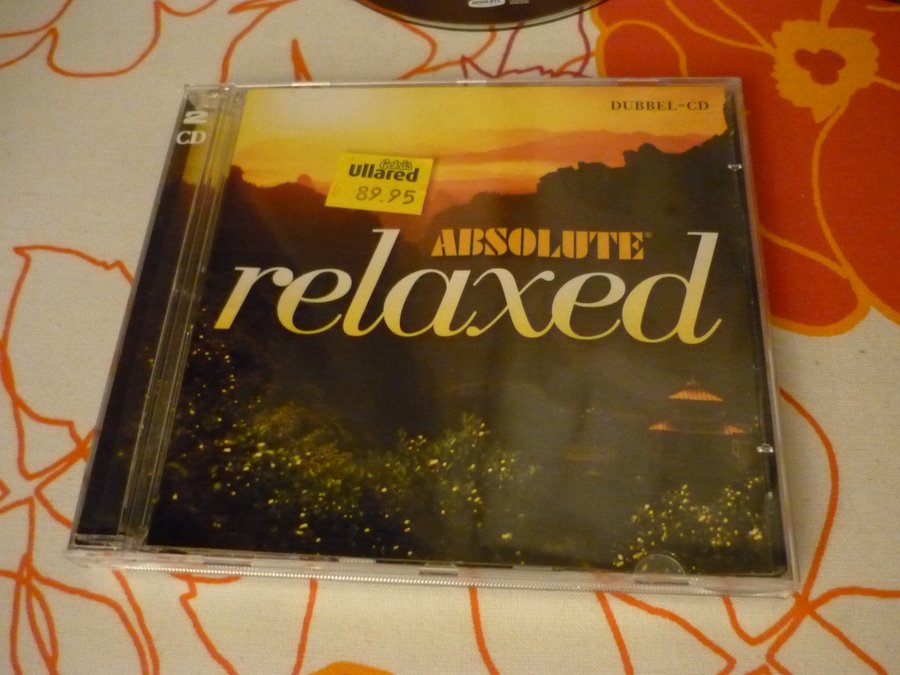 2
CD
DUBBEL-CD
Gekås
Ullared
89.95
ABSOLUTE®
relaxed